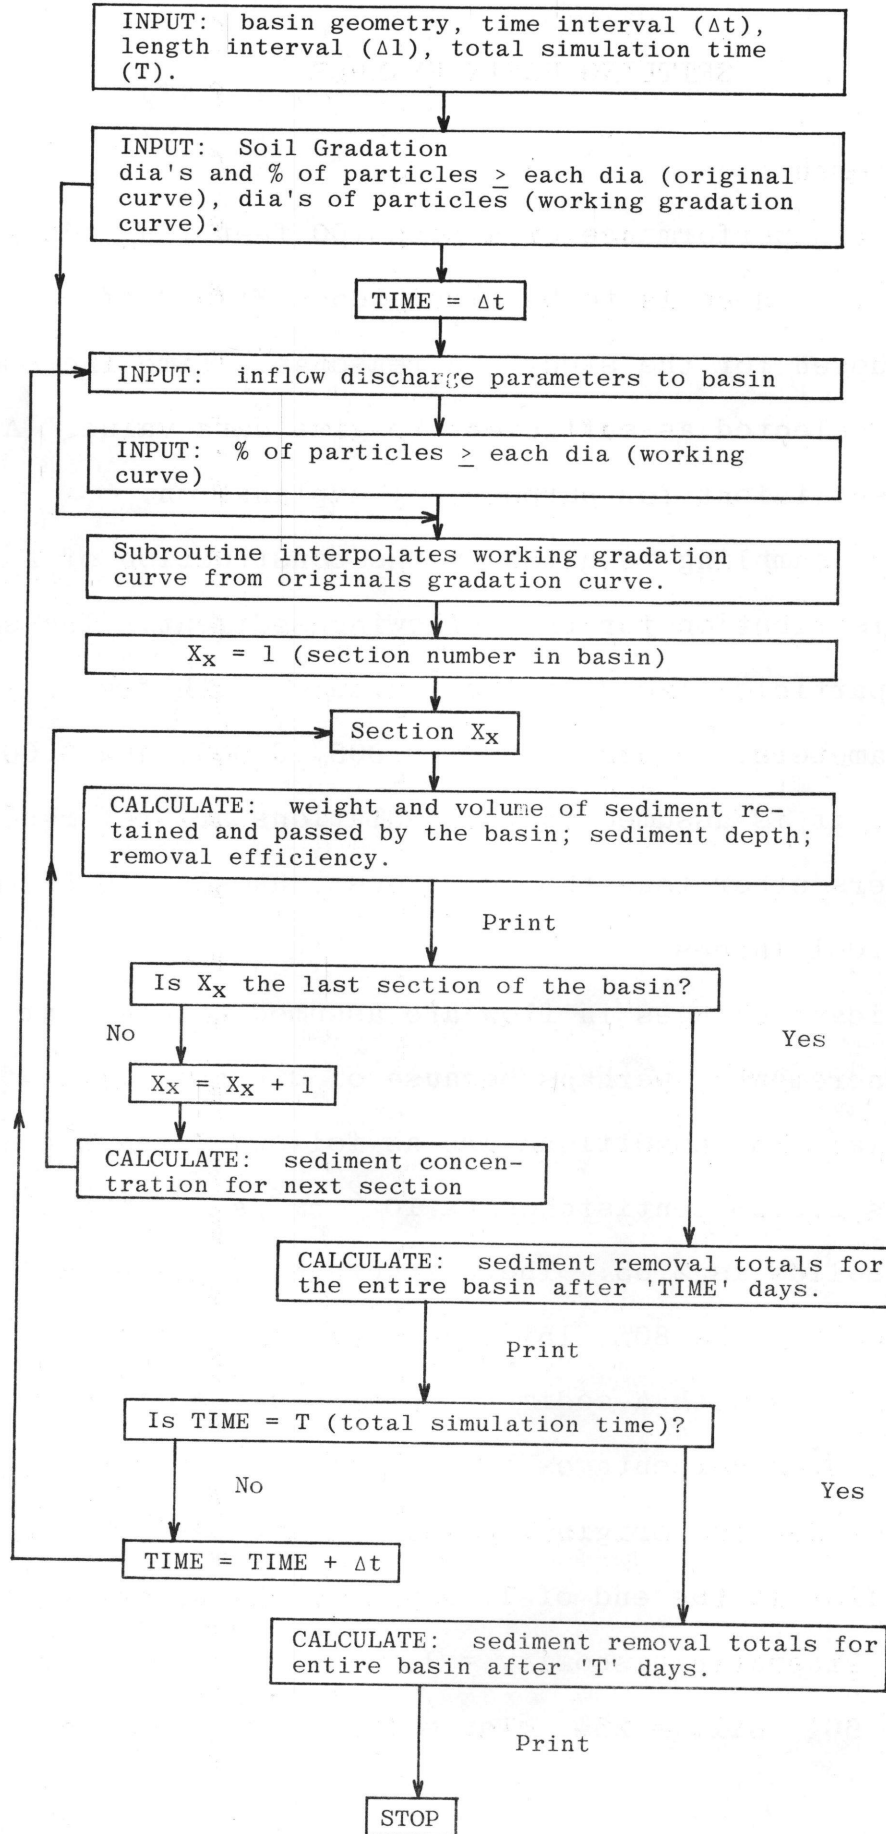 INPUT: basin geometry, time interval (Δt),
length interval (Δl), total simulation time
(T).
INPUT: Soil Gradation
dia's and % of particles ≥ each dia (original
curve), dia's of particles (working gradation
curve).
TIME = Δt
INPUT: inflow discharge parameters to basin
INPUT: % of particles ≥ each dia (working
curve)
Subroutine interpolates working gradation
curve from originals gradation curve.
Xx = 1 (section number in basin)
Section Xx
CALCULATE: weight and volume of sediment re-
tained and passed by the basin; sediment depth;
removal efficiency.
Print
Is Xx the last section of the basin?
No
Yes
Xx = Xx + 1
CALCULATE: sediment concen-
tration for next section
CALCULATE: sediment removal totals for
the entire basin after 'TIME' days.
Print
Is TIME = T (total simulation time)?
No
Yes
TIME = TIME + Δt
CALCULATE: sediment removal totals for
entire basin after 'T' days.
Print
STOP